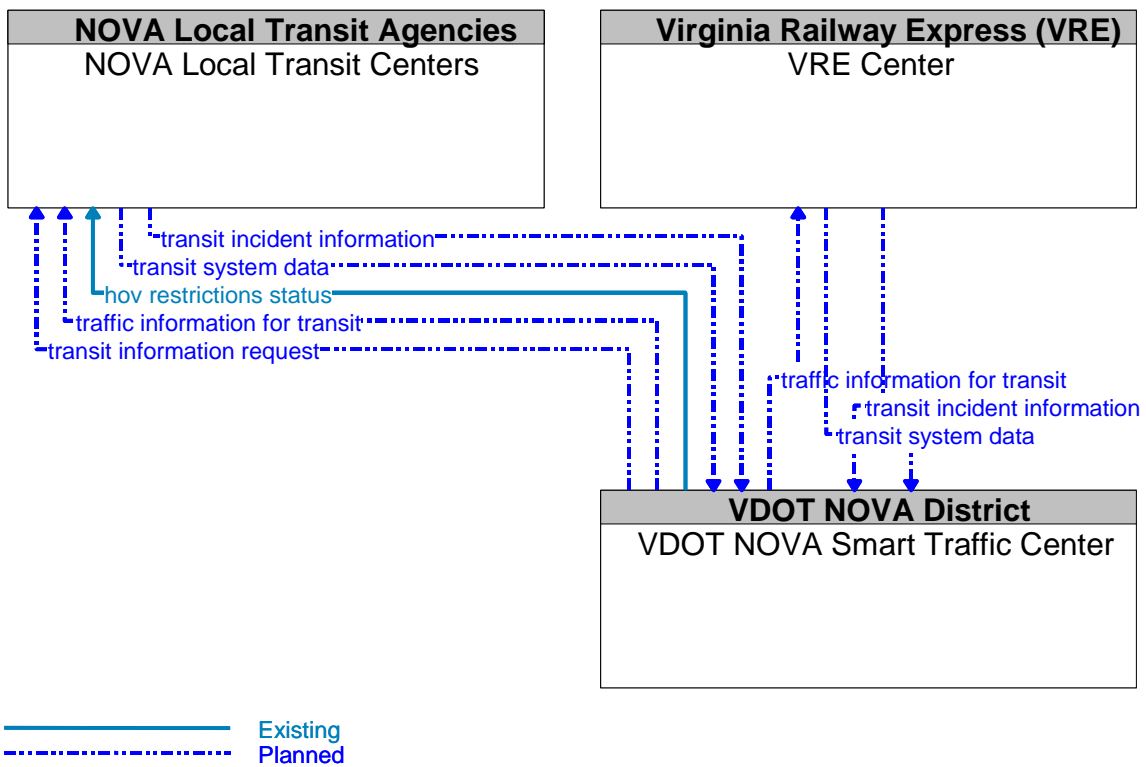 NOVA Local Transit Agencies
NOVA Local Transit Centers
Virginia Railway Express (VRE)
VRE Center
transit incident information
transit system data
hov restrictions status
traffic information for transit
transit information request
traffic information for transit
transit incident information
transit system data
VDOT NOVA District
VDOT NOVA Smart Traffic Center
Existing
Planned